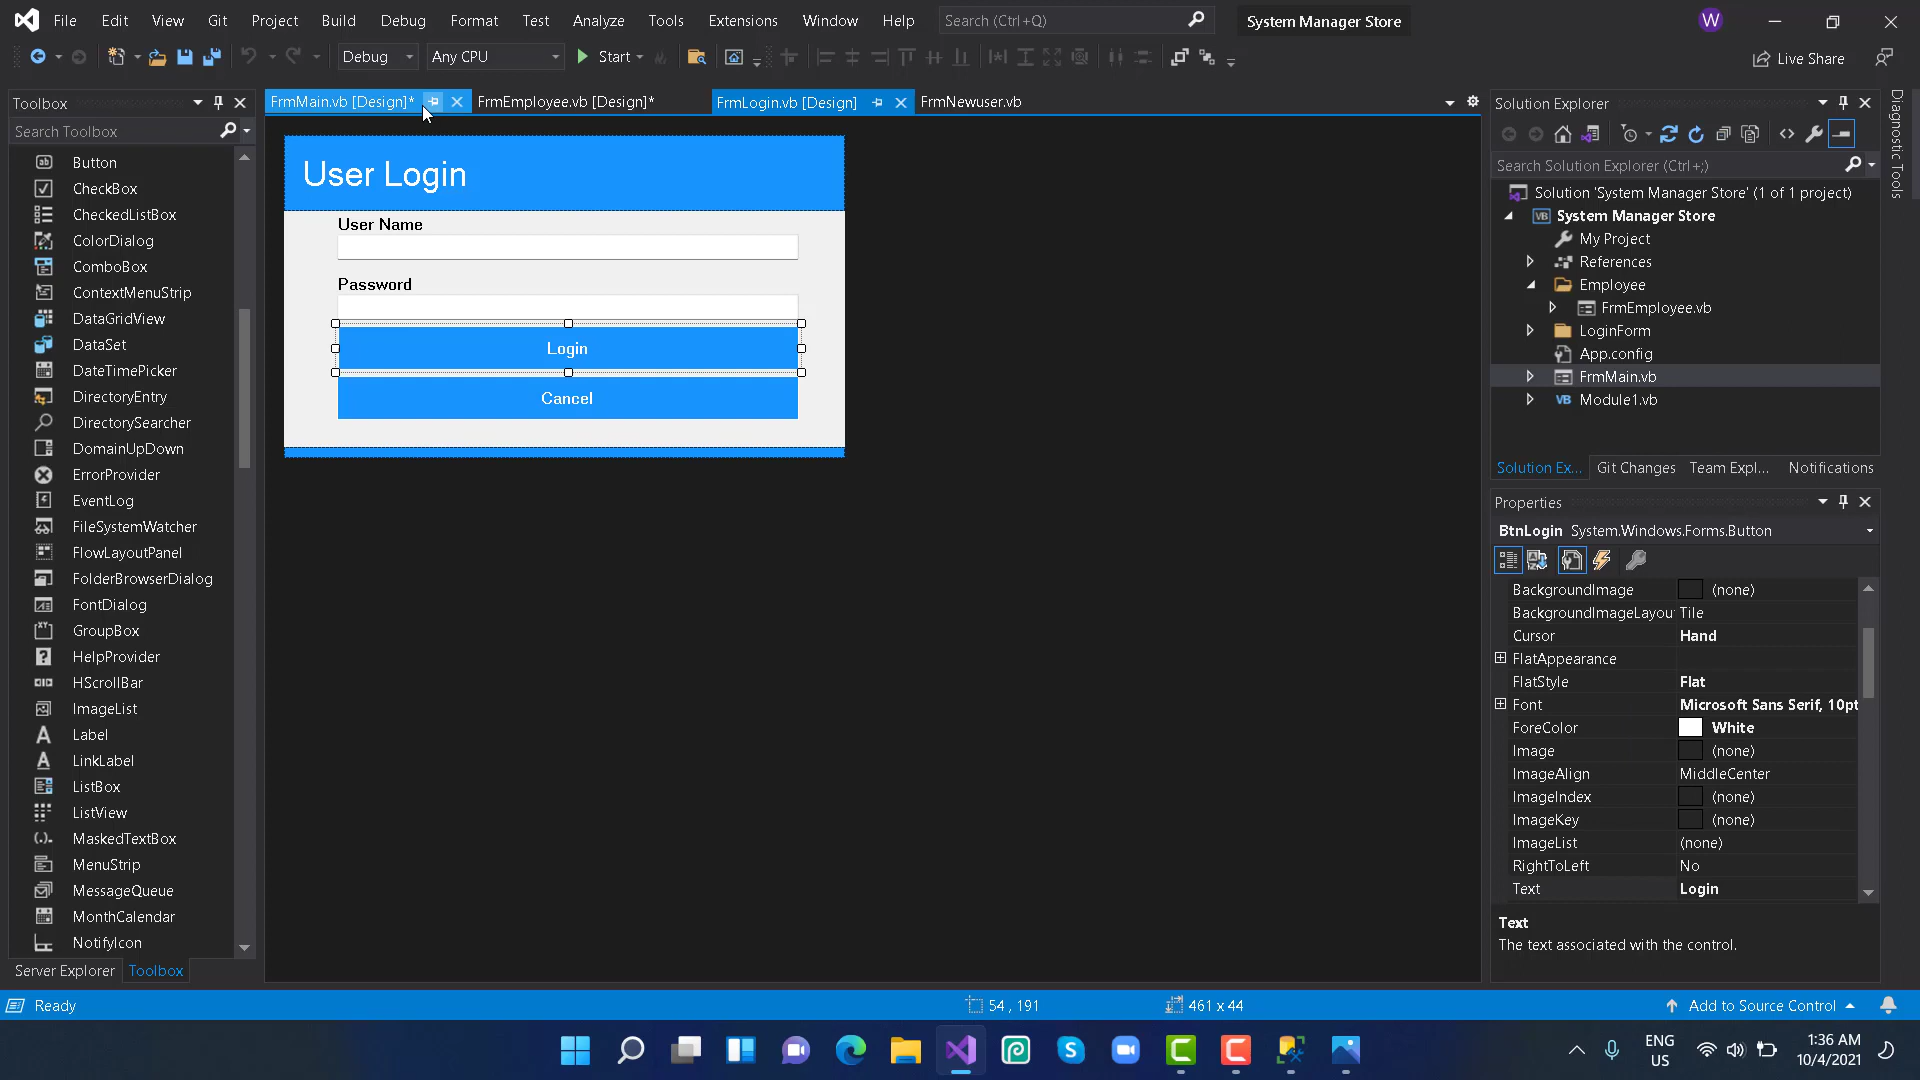 File Edit View Git Project Build Debug Format Test Analyze Tools Extensions Window Help Search (Ctrl+Q) System Manager Store W
Debug Any CPU Start Live Share
Toolbox
Search Toolbox
Button
CheckBox
CheckedListBox
ColorDialog
ComboBox
ContextMenuStrip
DataGridView
DataSet
DateTimePicker
DirectoryEntry
DirectorySearcher
DomainUpDown
ErrorProvider
EventLog
FileSystemWatcher
FlowLayoutPanel
FolderBrowserDialog
FontDialog
GroupBox
HelpProvider
HScrollBar
ImageList
Label
LinkLabel
ListBox
ListView
MaskedTextBox
MenuStrip
MessageQueue
MonthCalendar
NotifyIcon
Server Explorer Toolbox
FrmMain.vb [Design]* FrmEmployee.vb [Design]* FrmLogin.vb [Design] FrmNewuser.vb
User Login
User Name
Password
Login
Cancel
Solution Explorer
Search Solution Explorer (Ctrl+;)
Solution 'System Manager Store' (1 of 1 project)
VB System Manager Store
My Project
References
Employee
FrmEmployee.vb
LoginForm
App.config
FrmMain.vb
VB Module1.vb
Solution Ex... Git Changes Team Expl... Notifications
Properties
BtnLogin System.Windows.Forms.Button
BackgroundImage (none)
BackgroundImageLayou Tile
Cursor Hand
FlatAppearance
FlatStyle Flat
Font Microsoft Sans Serif, 10pt
ForeColor White
Image (none)
ImageAlign MiddleCenter
ImageIndex (none)
ImageKey (none)
ImageList (none)
RightToLeft No
Text Login
Text
The text associated with the control.
Diagnostic Tools
Ready 54 , 191 461 x 44 Add to Source Control
ENG
US
1:36 AM
10/4/2021